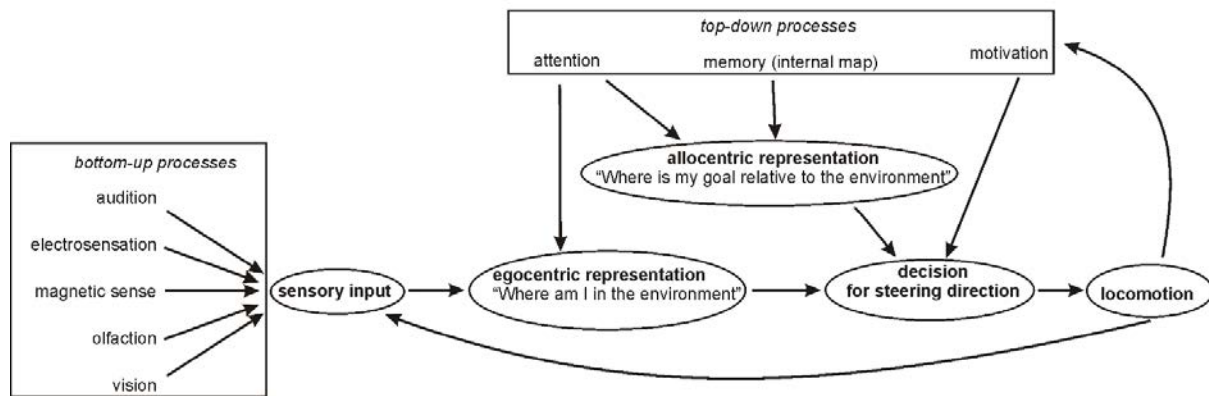 top-down processes
attention
memory (internal map)
motivation
bottom-up processes
audition
electrosensation
magnetic sense
olfaction
vision
allocentric representation
“Where is my goal relative to the environment”
sensory input
egocentric representation
“Where am I in the environment”
decision
for steering direction
locomotion